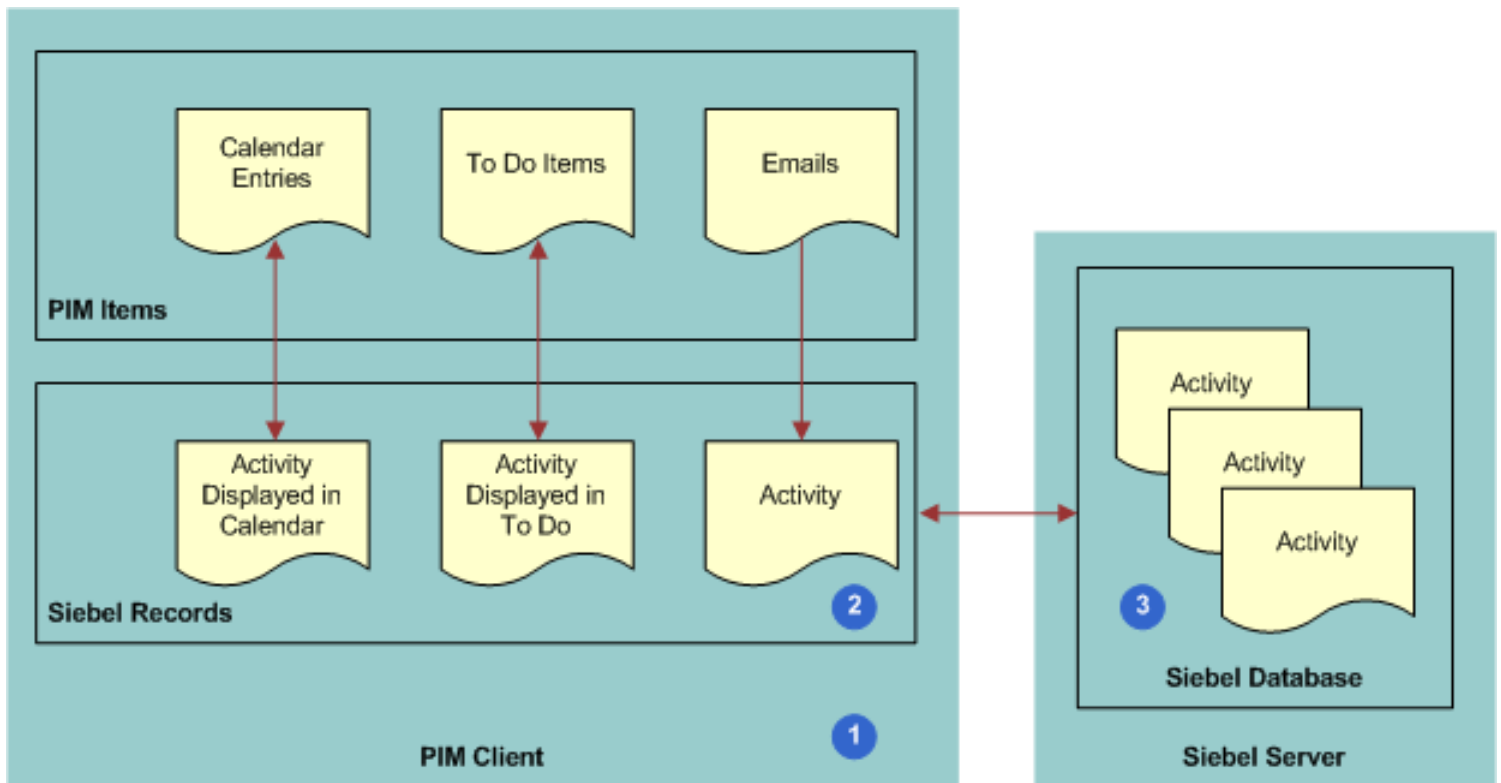 Calendar
Entries
To Do Items
Emails
PIM Items
Activity
Displayed in
Calendar
Activity
Displayed in
To Do
Activity
Siebel Records
2
1
PIM Client
Activity
Activity
Activity
3
Siebel Database
Siebel Server